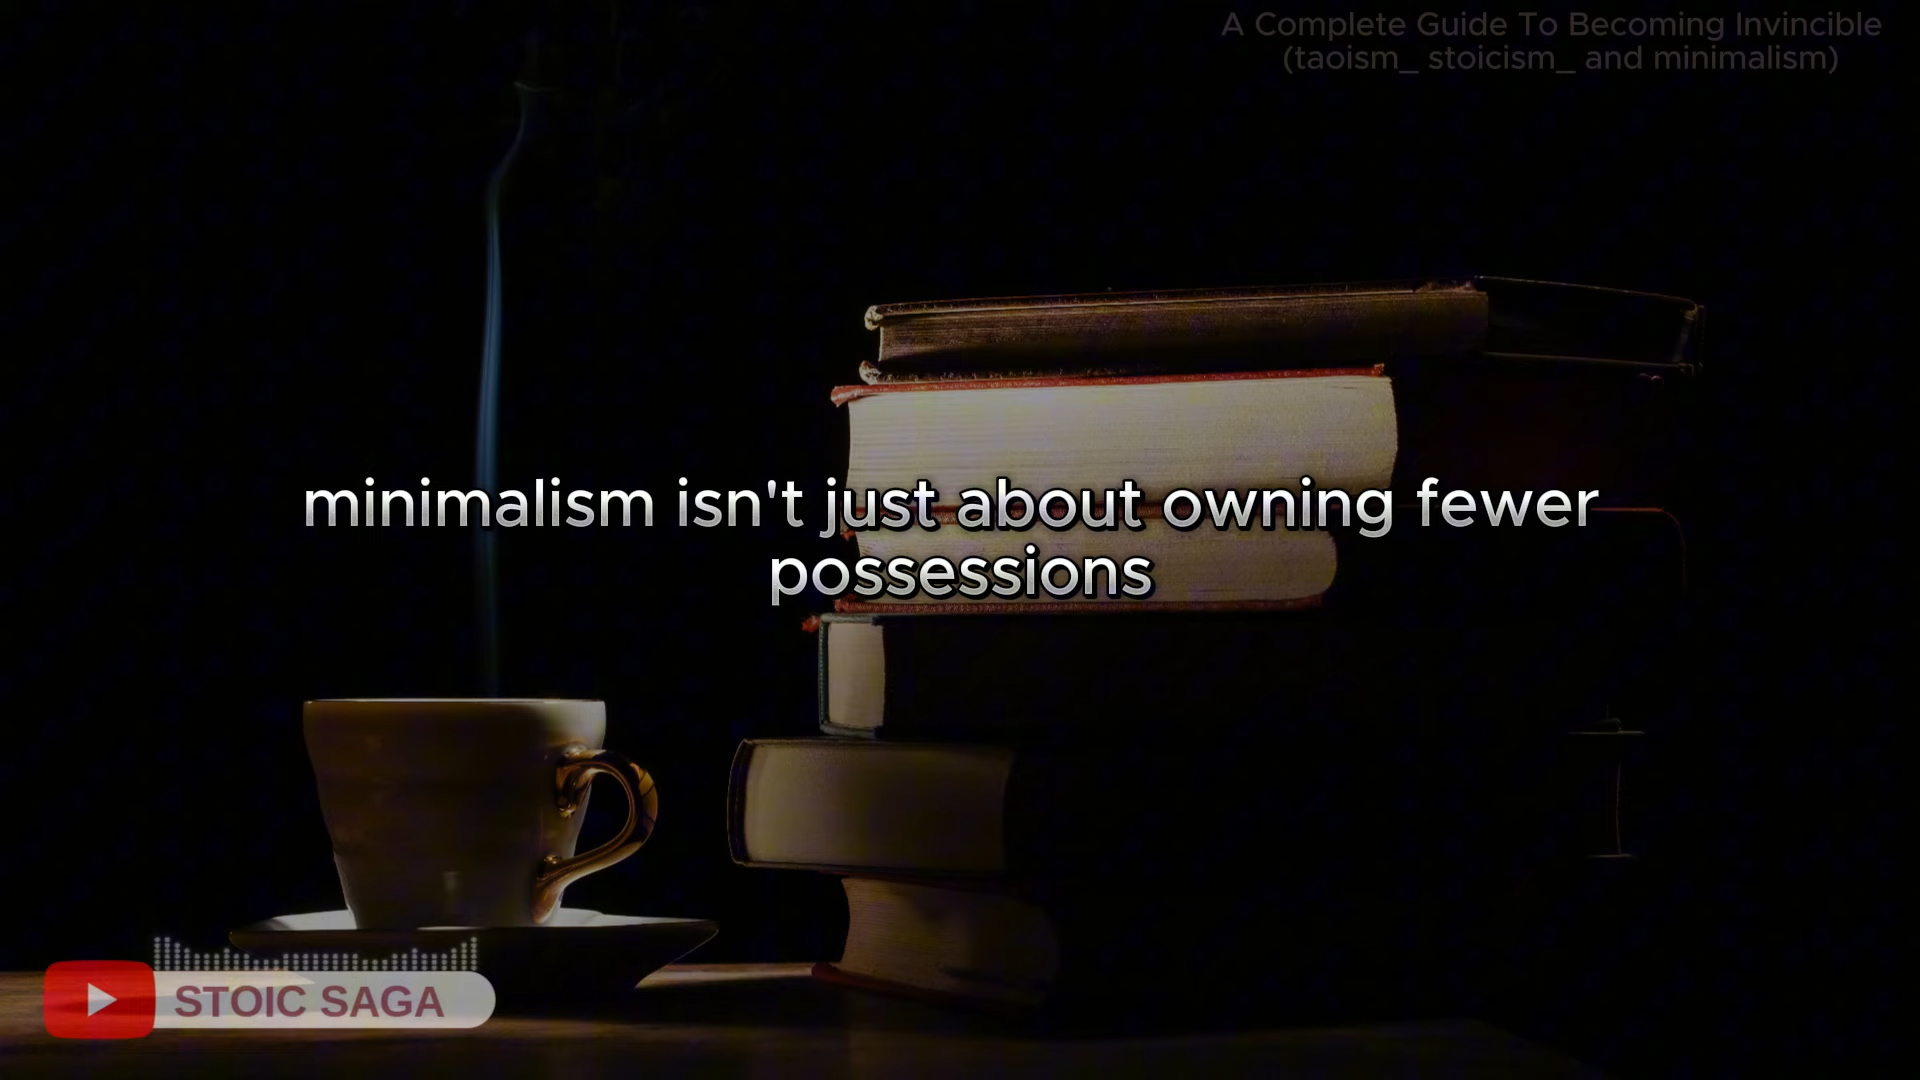 A Complete Guide To Becoming Invincible
(taoism_ stoicism_ and minimalism)
minimalism isn't just about owning fewer
possessions
STOIC SAGA